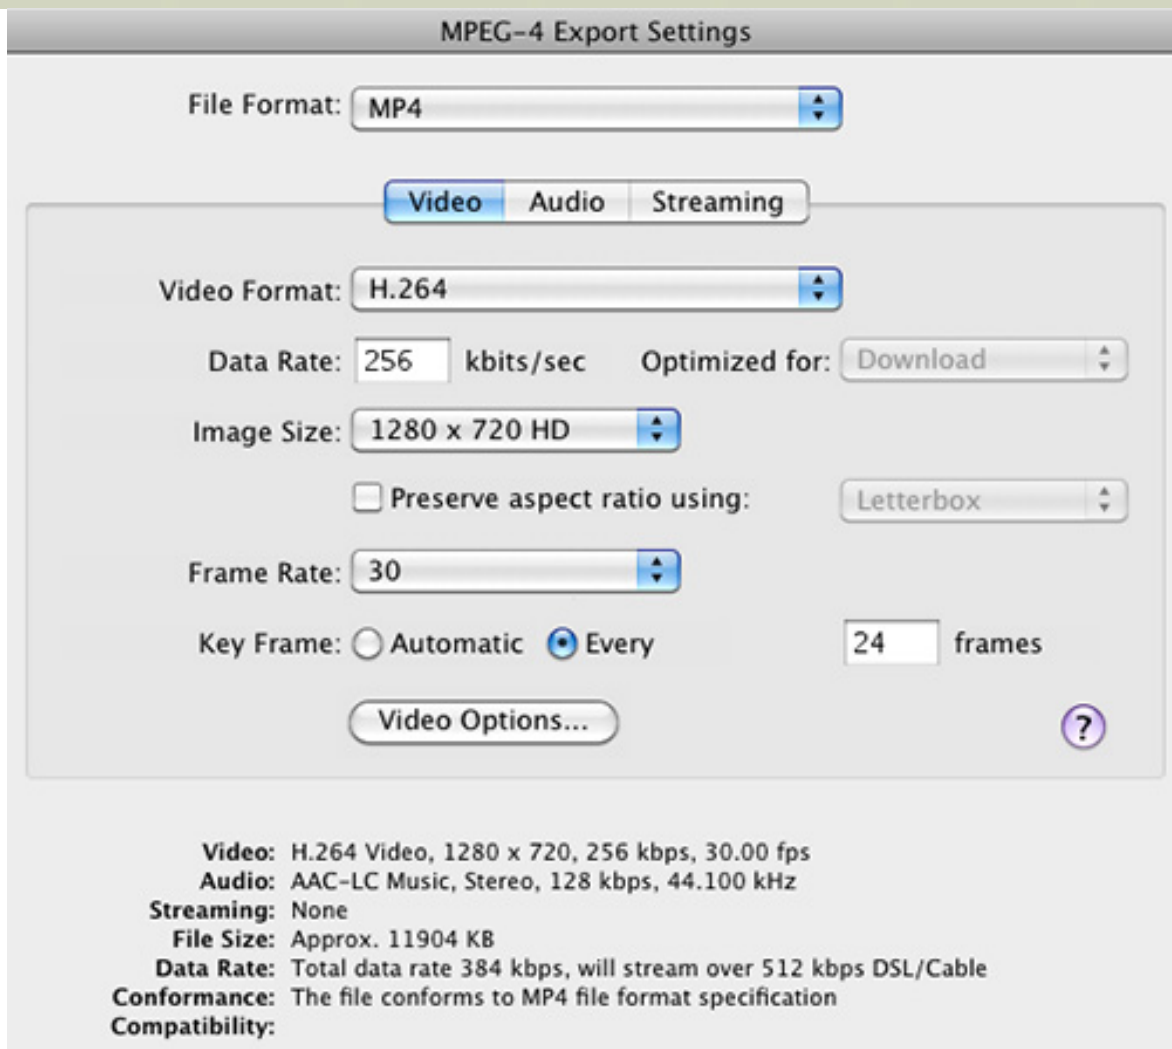 MPEG-4 Export Settings
File Format: MP4
Video Audio Streaming
Video Format: H.264
Data Rate: 256 kbits/sec Optimized for: Download
Image Size: 1280 x 720 HD
Preserve aspect ratio using: Letterbox
Frame Rate: 30
Key Frame: Automatic Every 24 frames
Video Options...
?
Video: H.264 Video, 1280 x 720, 256 kbps, 30.00 fps
Audio: AAC-LC Music, Stereo, 128 kbps, 44.100 kHz
Streaming: None
File Size: Approx. 11904 KB
Data Rate: Total data rate 384 kbps, will stream over 512 kbps DSL/Cable
Conformance: The file conforms to MP4 file format specification
Compatibility: